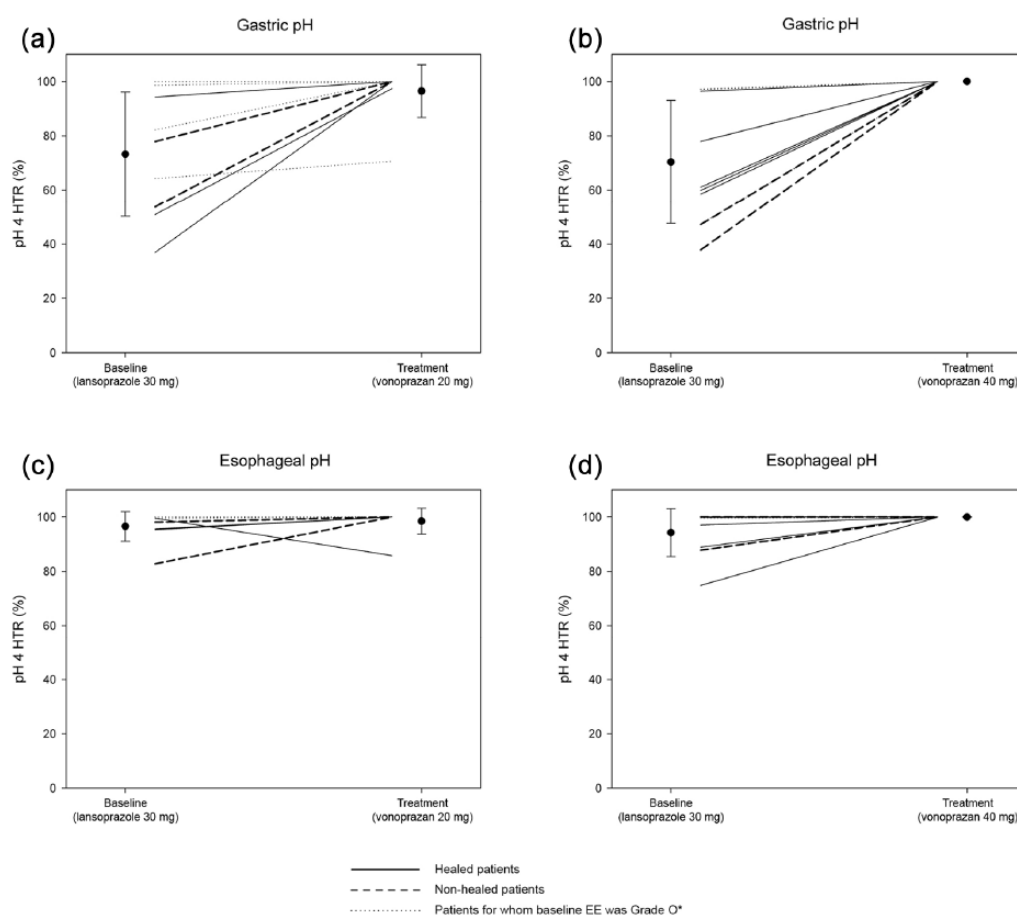 (a)
Gastric pH
pH 4 HTR (%)
100
80
60
40
20
0
Baseline
(lansoprazole 30 mg)
Treatment
(vonoprazan 20 mg)
(b)
Gastric pH
pH 4 HTR (%)
100
80
60
40
20
0
Baseline
(lansoprazole 30 mg)
Treatment
(vonoprazan 40 mg)
(c)
Esophageal pH
pH 4 HTR (%)
100
80
60
40
20
0
Baseline
(lansoprazole 30 mg)
Treatment
(vonoprazan 20 mg)
(d)
Esophageal pH
pH 4 HTR (%)
100
80
60
40
20
0
Baseline
(lansoprazole 30 mg)
Treatment
(vonoprazan 40 mg)
Healed patients
Non-healed patients
Patients for whom baseline EE was Grade O*